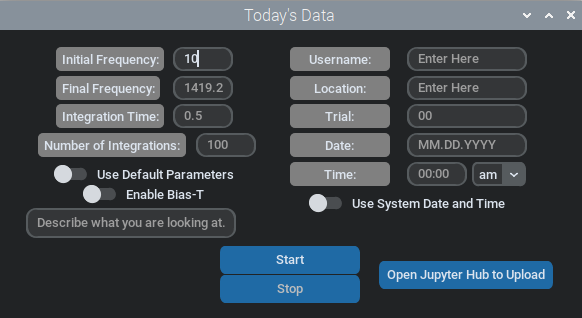 Today's Data
Initial Frequency: 10
Final Frequency: 1419.2
Integration Time: 0.5
Number of Integrations: 100
Use Default Parameters
Enable Bias-T
Describe what you are looking at.
Username: Enter Here
Location: Enter Here
Trial: 00
Date: MM.DD.YYYY
Time: 00:00 am
Use System Date and Time
Start
Stop
Open Jupyter Hub to Upload